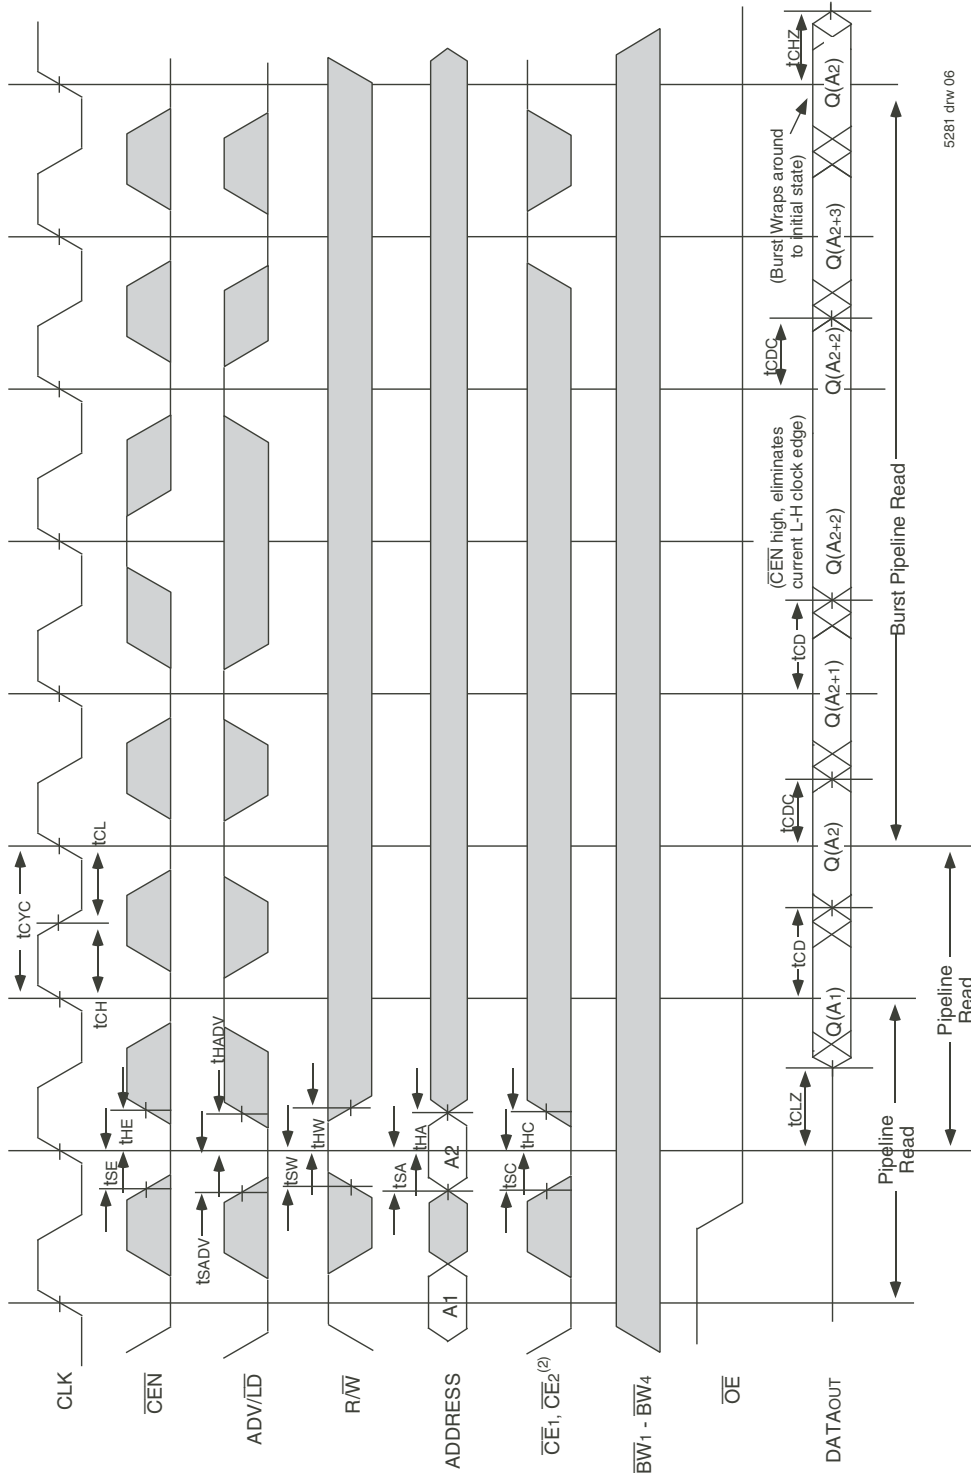 CLK
tCYC
tCH
tCL
CEN
tSE
tHE
ADV/LD
tSADV
tHADV
R/W
tSW
tHW
ADDRESS
A1
tSA
A2
tHA
CE1, CE2(2)
tSC
tHC
BW1 - BW4
OE
(CEN high, eliminates
current L-H clock edge)
(Burst Wraps around
to initial state)
tCLZ
tCD
tCDC
tCD
tCDC
tCHZ
DATAOUT
Q(A1)
Q(A2)
Q(A2+1)
Q(A2+2)
Q(A2+2)
Q(A2+3)
Q(A2)
Pipeline
Read
Pipeline
Read
Burst Pipeline Read
5281 drw 06